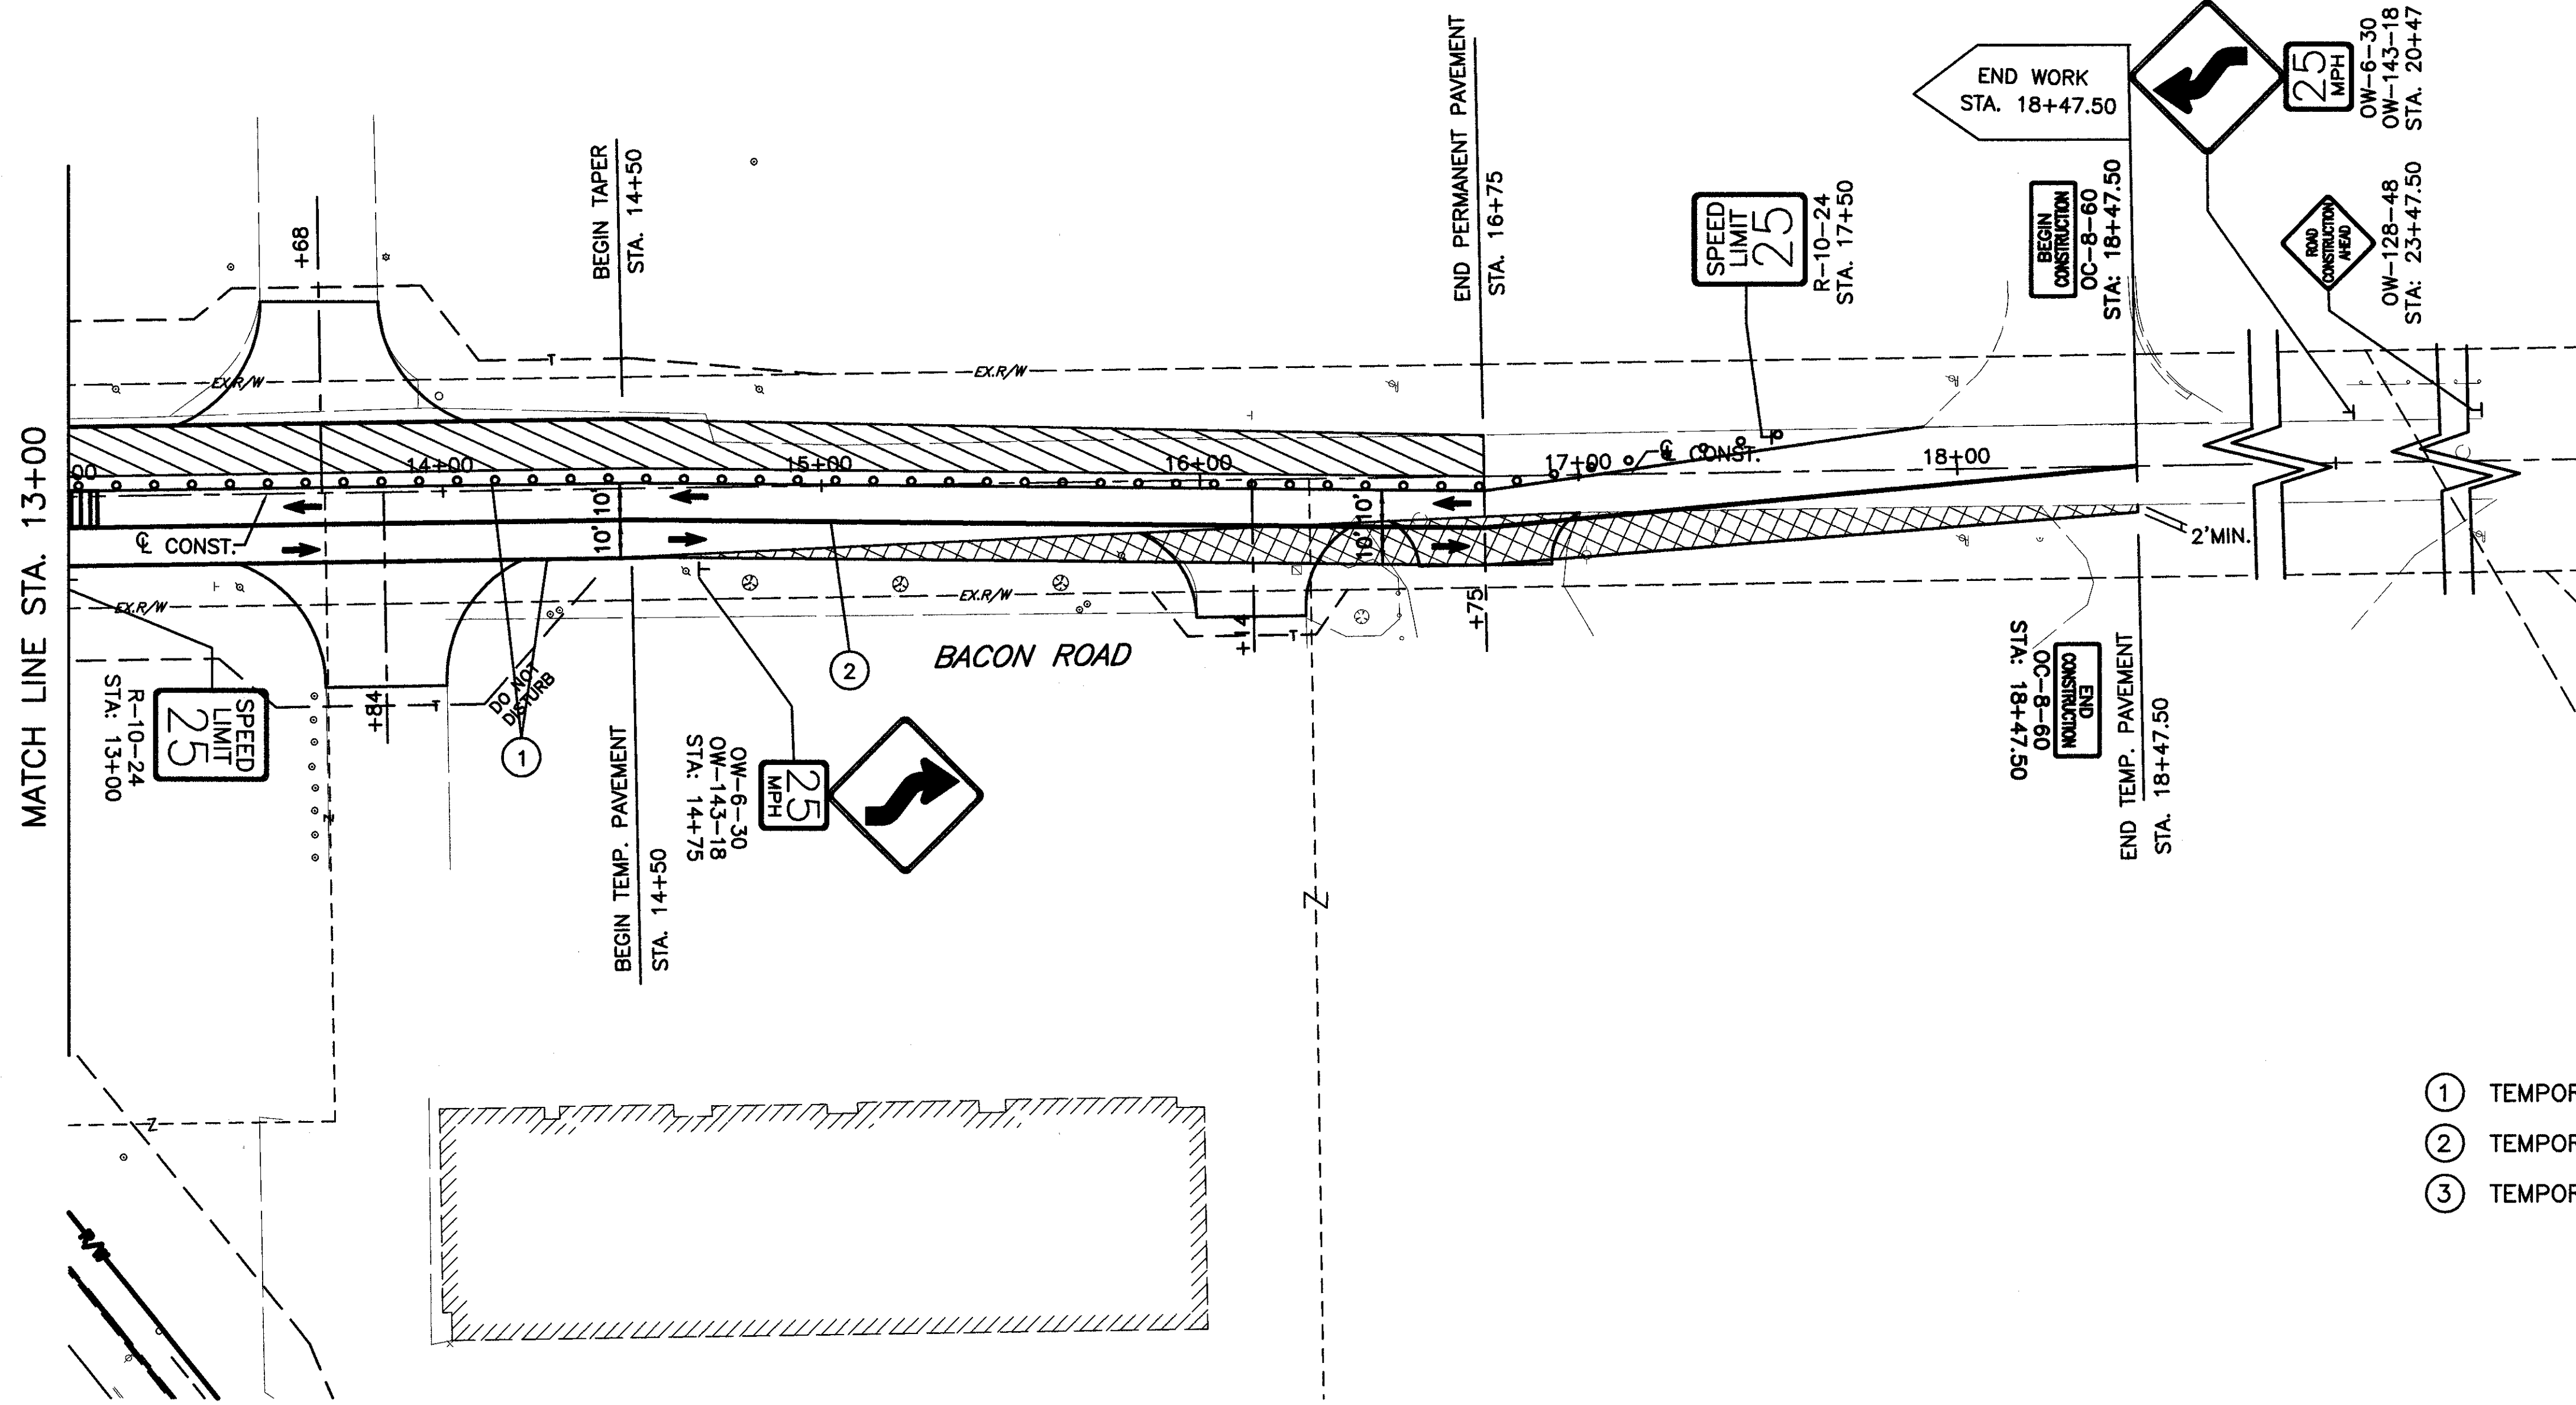 MATCH LINE STA. 13+00
+68
BEGIN TAPER
STA. 14+50
END PERMANENT PAVEMENT
STA. 16+75
SPEED
LIMIT
25
R-10-24
STA. 17+50
END WORK
STA. 18+47.50
BEGIN
CONSTRUCTION
OC-8-60
STA: 18+47.50
25
MPH
OW-6-30
OW-143-18
STA. 20+47
ROAD
CONSTRUCTION
AHEAD
OW-128-48
STA: 23+47.50
T
EX.R/W
EX.R/W
00
14+00
15+00
16+00
17+00
18+00
℄ CONST.
℄ CONST.
10'
10'
10'
10'
2'MIN.
EX.R/W
EX.R/W
+84
T
DO NOT
DISTURB
1
2
BACON ROAD
+14
T
+75
SPEED
LIMIT
25
R-10-24
STA: 13+00
BEGIN TEMP. PAVEMENT
STA. 14+50
25
MPH
OW-6-30
OW-143-18
STA: 14+75
END
CONSTRUCTION
OC-8-60
STA: 18+47.50
END TEMP. PAVEMENT
STA. 18+47.50
Z
Z
Z
R/W
1 TEMPOR
2 TEMPOR
3 TEMPOR